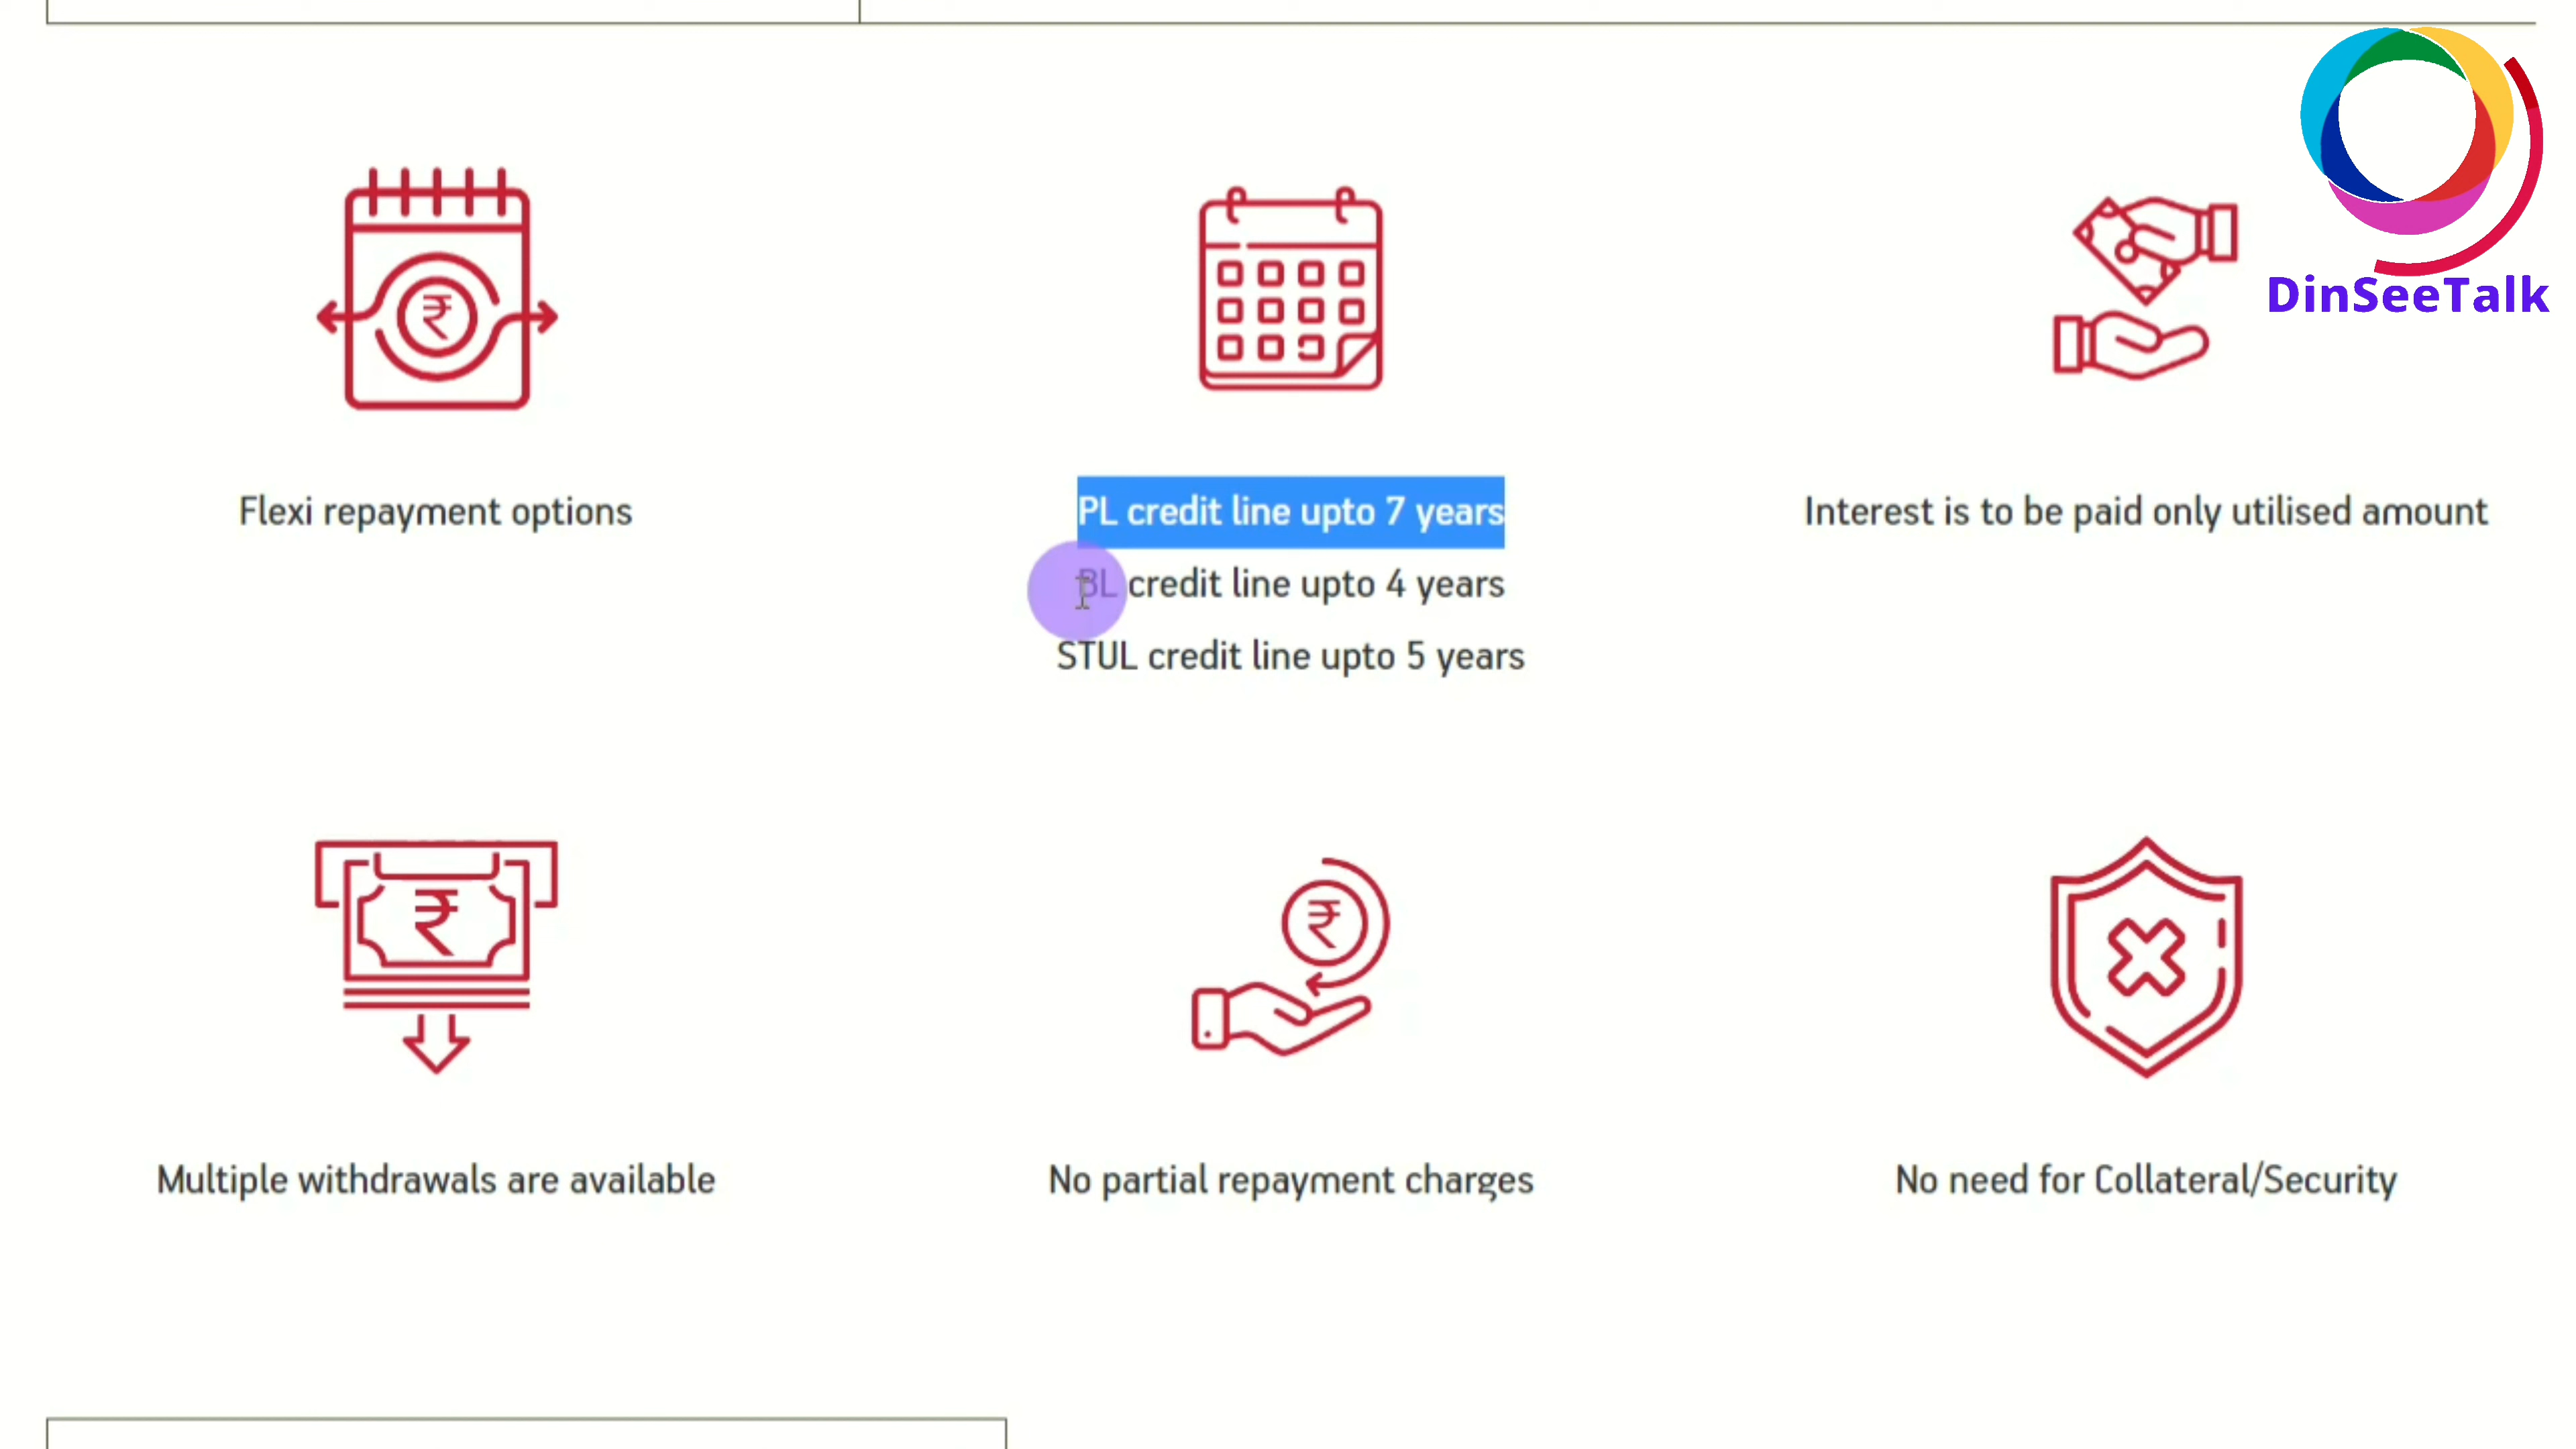 DinSeeTalk
Flexi repayment options
PL credit line upto 7 years
BL credit line upto 4 years
STUL credit line upto 5 years
Interest is to be paid only utilised amount
Multiple withdrawals are available
No partial repayment charges
No need for Collateral/Security